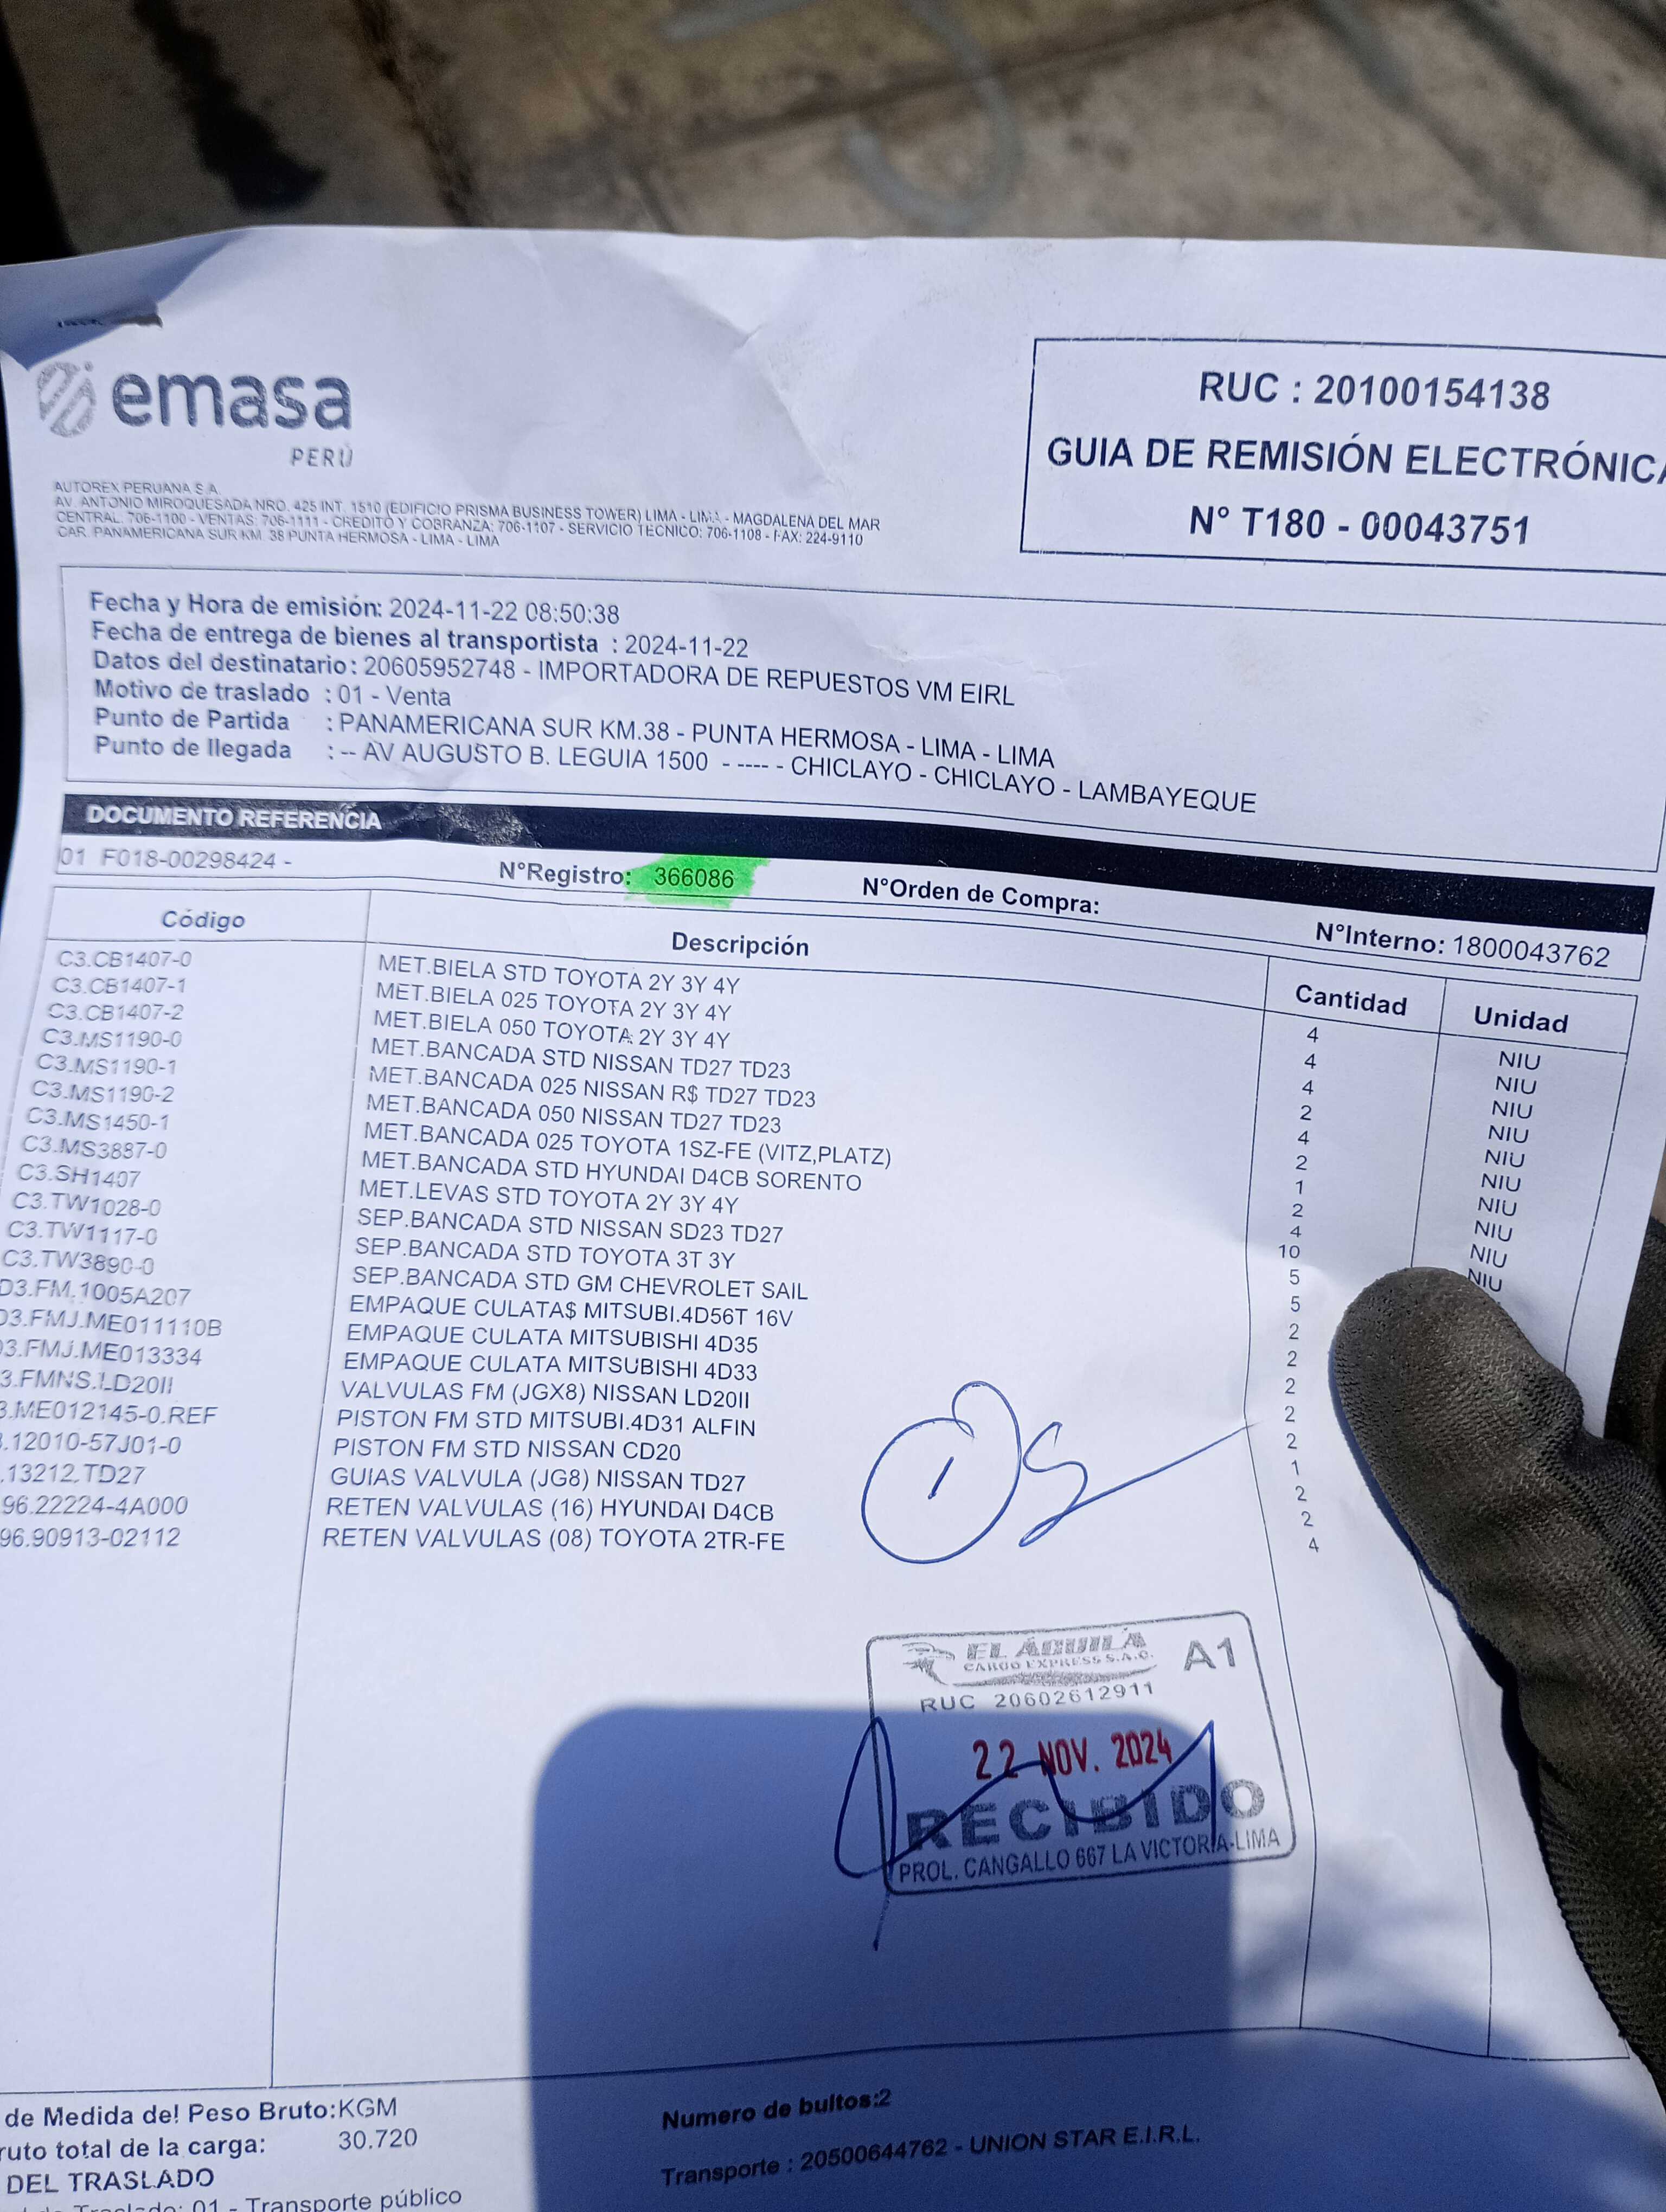 emasa
PERÚ
RUC : 20100154138
GUIA DE REMISIÓN ELECTRÓNICA
N° T180 - 00043751
AUTOREX PERUANA S.A.
AV. ANTONIO MIROQUESADA NRO. 425 INT. 1510 (EDIFICIO PRISMA BUSINESS TOWER) LIMA - LIMA - MAGDALENA DEL MAR
CENTRAL: 706-1100 - VENTAS: 706-1111 - CREDITO Y COBRANZA: 706-1107 - SERVICIO TECNICO: 706-1108 - FAX: 224-9110
CAR. PANAMERICANA SUR KM. 38 PUNTA HERMOSA - LIMA - LIMA
Fecha y Hora de emisión: 2024-11-22 08:50:38
Fecha de entrega de bienes al transportista : 2024-11-22
Datos del destinatario: 20605952748 - IMPORTADORA DE REPUESTOS VM EIRL
Motivo de traslado : 01 - Venta
Punto de Partida : PANAMERICANA SUR KM.38 - PUNTA HERMOSA - LIMA - LIMA
Punto de llegada : -- AV AUGUSTO B. LEGUIA 1500 - ---- - CHICLAYO - CHICLAYO - LAMBAYEQUE
DOCUMENTO REFERENCIA
01 F018-00298424 - N°Registro: 366086 N°Orden de Compra: N°Interno: 1800043762
Código Descripción Cantidad Unidad
C3.CB1407-0 MET.BIELA STD TOYOTA 2Y 3Y 4Y 4 NIU
C3.CB1407-1 MET.BIELA 025 TOYOTA 2Y 3Y 4Y 4 NIU
C3.CB1407-2 MET.BIELA 050 TOYOTA 2Y 3Y 4Y 4 NIU
C3.MS1190-0 MET.BANCADA STD NISSAN TD27 TD23 2 NIU
C3.MS1190-1 MET.BANCADA 025 NISSAN R$ TD27 TD23 4 NIU
C3.MS1190-2 MET.BANCADA 050 NISSAN TD27 TD23 2 NIU
C3.MS1450-1 MET.BANCADA 025 TOYOTA 1SZ-FE (VITZ,PLATZ) 1 NIU
C3.MS3887-0 MET.BANCADA STD HYUNDAI D4CB SORENTO 2 NIU
C3.SH1407 MET.LEVAS STD TOYOTA 2Y 3Y 4Y 4 NIU
C3.TW1028-0 SEP.BANCADA STD NISSAN SD23 TD27 10 NIU
C3.TW1117-0 SEP.BANCADA STD TOYOTA 3T 3Y 5
C3.TW3890-0 SEP.BANCADA STD GM CHEVROLET SAIL 5
D3.FM.1005A207 EMPAQUE CULATA$ MITSUBI.4D56T 16V 2
D3.FMJ.ME011110B EMPAQUE CULATA MITSUBISHI 4D35 2
03.FMJ.ME013334 EMPAQUE CULATA MITSUBISHI 4D33 2
3.FMNS.LD20II VALVULAS FM (JGX8) NISSAN LD20II 2
3.ME012145-0.REF PISTON FM STD MITSUBI.4D31 ALFIN 2
.12010-57J01-0 PISTON FM STD NISSAN CD20 1
.13212.TD27 GUIAS VALVULA (JG8) NISSAN TD27 2
96.22224-4A000 RETEN VALVULAS (16) HYUNDAI D4CB 2
96.90913-02112 RETEN VALVULAS (08) TOYOTA 2TR-FE 4
EL AGUILA A1
CARGO EXPRESS S.A.C.
RUC 20602612911
22 NOV. 2024
RECIBIDO
PROL. CANGALLO 667 LA VICTORIA-LIMA
de Medida del Peso Bruto:KGM Numero de bultos:2
ruto total de la carga: 30.720 Transporte : 20500644762 - UNION STAR E.I.R.L.
DEL TRASLADO
de Traslado: 01 - Transporte público